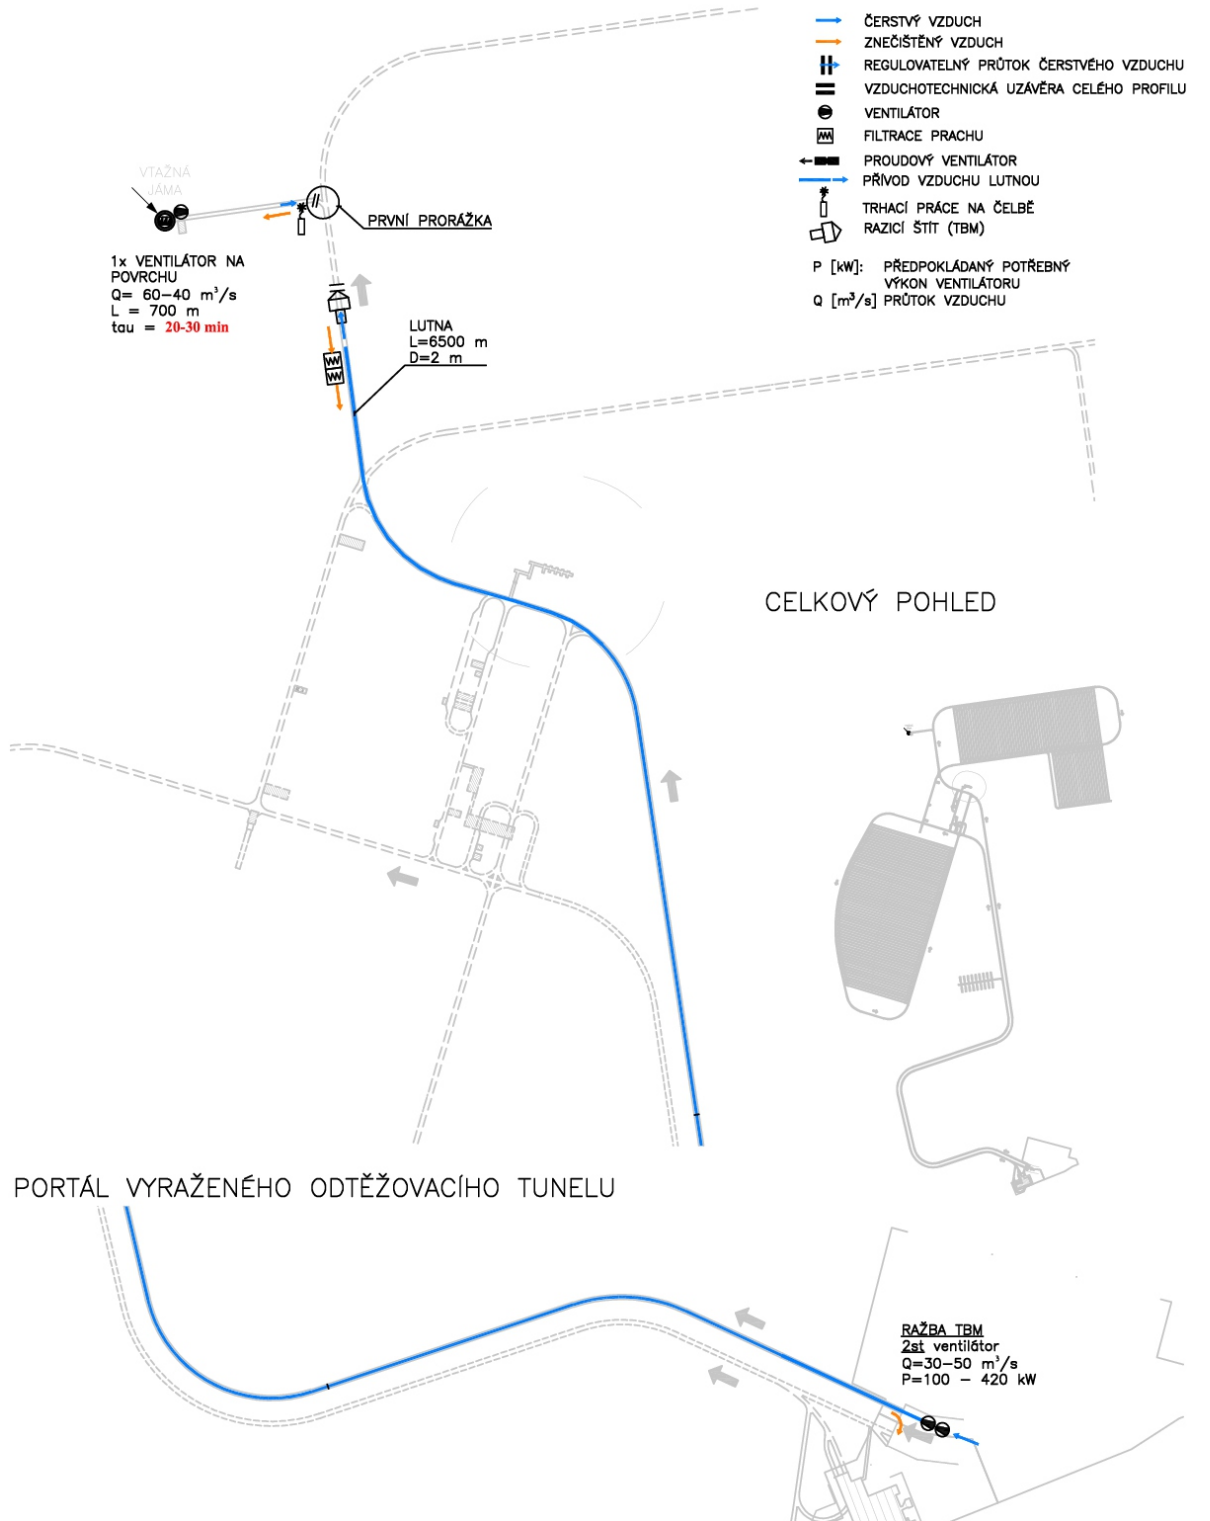 ČERSTVÝ VZDUCH
ZNEČIŠTĚNÝ VZDUCH
REGULOVATELNÝ PRŮTOK ČERSTVÉHO VZDUCHU
VZDUCHOTECHNICKÁ UZÁVĚRA CELÉHO PROFILU
VENTILÁTOR
FILTRACE PRACHU
PROUDOVÝ VENTILÁTOR
PŘÍVOD VZDUCHU LUTNOU
TRHACÍ PRÁCE NA ČELBĚ
RAZICÍ ŠTÍT (TBM)
P [kW]: PŘEDPOKLÁDANÝ POTŘEBNÝ
VÝKON VENTILÁTORU
Q [m³/s] PRŮTOK VZDUCHU
VTAŽNÁ
JÁMA
PRVNÍ PRORÁŽKA
1x VENTILÁTOR NA
POVRCHU
Q= 60–40 m³/s
L = 700 m
tau = 20-30 min
LUTNA
L=6500 m
D=2 m
CELKOVÝ POHLED
PORTÁL VYRAŽENÉHO ODTĚŽOVACÍHO TUNELU
RAŽBA TBM
2st ventilátor
Q=30–50 m³/s
P=100 – 420 kW